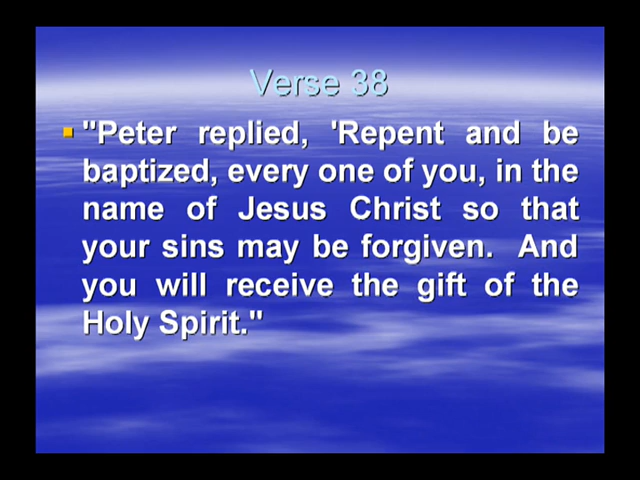 Verse 38
"Peter replied, 'Repent and be
baptized, every one of you, in the
name of Jesus Christ so that
your sins may be forgiven. And
you will receive the gift of the
Holy Spirit."